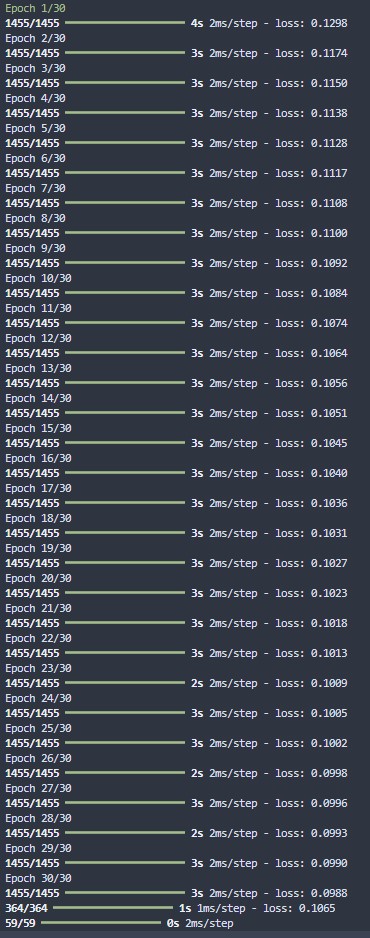 Epoch 1/30
1455/1455 4s 2ms/step - loss: 0.1298
Epoch 2/30
1455/1455 3s 2ms/step - loss: 0.1174
Epoch 3/30
1455/1455 3s 2ms/step - loss: 0.1150
Epoch 4/30
1455/1455 3s 2ms/step - loss: 0.1138
Epoch 5/30
1455/1455 3s 2ms/step - loss: 0.1128
Epoch 6/30
1455/1455 3s 2ms/step - loss: 0.1117
Epoch 7/30
1455/1455 3s 2ms/step - loss: 0.1108
Epoch 8/30
1455/1455 3s 2ms/step - loss: 0.1100
Epoch 9/30
1455/1455 3s 2ms/step - loss: 0.1092
Epoch 10/30
1455/1455 3s 2ms/step - loss: 0.1084
Epoch 11/30
1455/1455 3s 2ms/step - loss: 0.1074
Epoch 12/30
1455/1455 3s 2ms/step - loss: 0.1064
Epoch 13/30
1455/1455 3s 2ms/step - loss: 0.1056
Epoch 14/30
1455/1455 3s 2ms/step - loss: 0.1051
Epoch 15/30
1455/1455 3s 2ms/step - loss: 0.1045
Epoch 16/30
1455/1455 3s 2ms/step - loss: 0.1040
Epoch 17/30
1455/1455 3s 2ms/step - loss: 0.1036
Epoch 18/30
1455/1455 3s 2ms/step - loss: 0.1031
Epoch 19/30
1455/1455 3s 2ms/step - loss: 0.1027
Epoch 20/30
1455/1455 3s 2ms/step - loss: 0.1023
Epoch 21/30
1455/1455 3s 2ms/step - loss: 0.1018
Epoch 22/30
1455/1455 3s 2ms/step - loss: 0.1013
Epoch 23/30
1455/1455 2s 2ms/step - loss: 0.1009
Epoch 24/30
1455/1455 3s 2ms/step - loss: 0.1005
Epoch 25/30
1455/1455 3s 2ms/step - loss: 0.1002
Epoch 26/30
1455/1455 2s 2ms/step - loss: 0.0998
Epoch 27/30
1455/1455 3s 2ms/step - loss: 0.0996
Epoch 28/30
1455/1455 2s 2ms/step - loss: 0.0993
Epoch 29/30
1455/1455 3s 2ms/step - loss: 0.0990
Epoch 30/30
1455/1455 3s 2ms/step - loss: 0.0988
364/364 1s 1ms/step - loss: 0.1065
59/59 0s 2ms/step